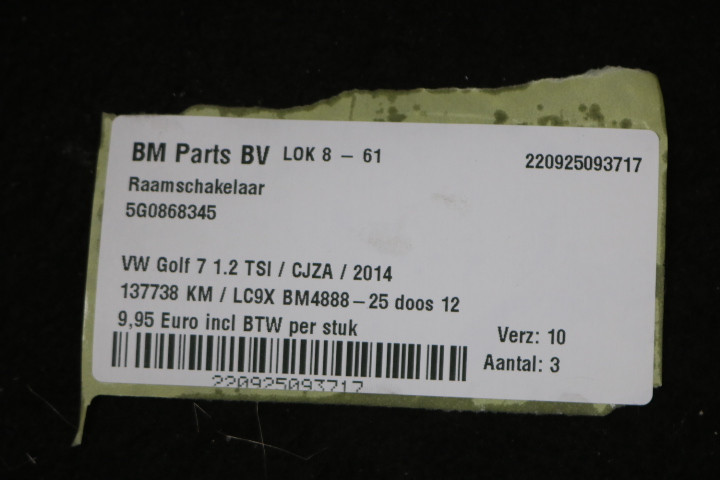 BM Parts BV LOK 8 - 61 220925093717
Raamschakelaar
5G0868345
VW Golf 7 1.2 TSI / CJZA / 2014
137738 KM / LC9X BM4888-25 doos 12
9,95 Euro incl BTW per stuk
Verz: 10
Aantal: 3
220925093717